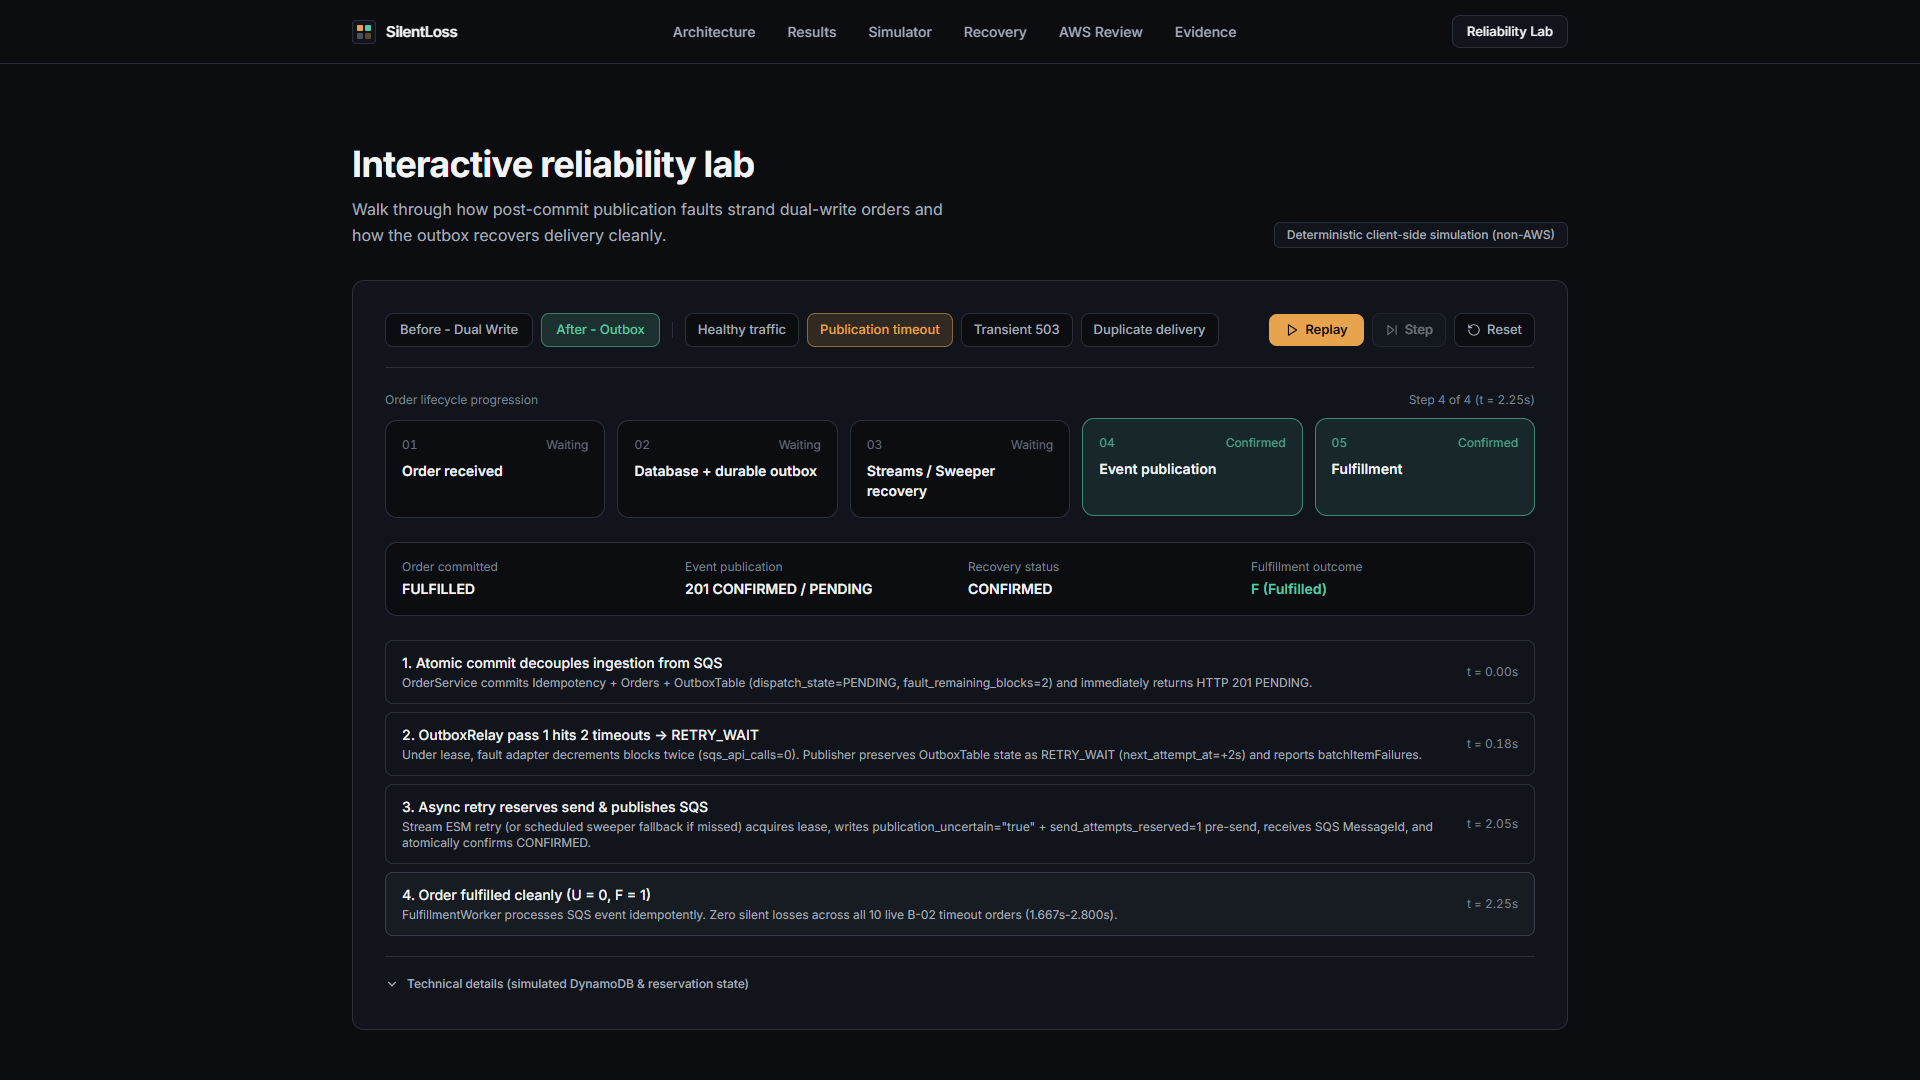 SilentLoss
Architecture
Results
Simulator
Recovery
AWS Review
Evidence
Reliability Lab
Interactive reliability lab
Walk through how post-commit publication faults strand dual-write orders and
how the outbox recovers delivery cleanly.
Deterministic client-side simulation (non-AWS)
Before - Dual Write
After - Outbox
Healthy traffic
Publication timeout
Transient 503
Duplicate delivery
Replay
Step
Reset
Order lifecycle progression
Step 4 of 4 (t = 2.25s)
01
Waiting
Order received
02
Waiting
Database + durable outbox
03
Waiting
Streams / Sweeper
recovery
04
Confirmed
Event publication
05
Confirmed
Fulfillment
Order committed
FULFILLED
Event publication
201 CONFIRMED / PENDING
Recovery status
CONFIRMED
Fulfillment outcome
F (Fulfilled)
1. Atomic commit decouples ingestion from SQS
OrderService commits Idempotency + Orders + OutboxTable (dispatch_state=PENDING, fault_remaining_blocks=2) and immediately returns HTTP 201 PENDING.
t = 0.00s
2. OutboxRelay pass 1 hits 2 timeouts → RETRY_WAIT
Under lease, fault adapter decrements blocks twice (sqs_api_calls=0). Publisher preserves OutboxTable state as RETRY_WAIT (next_attempt_at=+2s) and reports batchItemFailures.
t = 0.18s
3. Async retry reserves send & publishes SQS
Stream ESM retry (or scheduled sweeper fallback if missed) acquires lease, writes publication_uncertain="true" + send_attempts_reserved=1 pre-send, receives SQS MessageId, and
atomically confirms CONFIRMED.
t = 2.05s
4. Order fulfilled cleanly (U = 0, F = 1)
FulfillmentWorker processes SQS event idempotently. Zero silent losses across all 10 live B-02 timeout orders (1.667s-2.800s).
t = 2.25s
Technical details (simulated DynamoDB & reservation state)